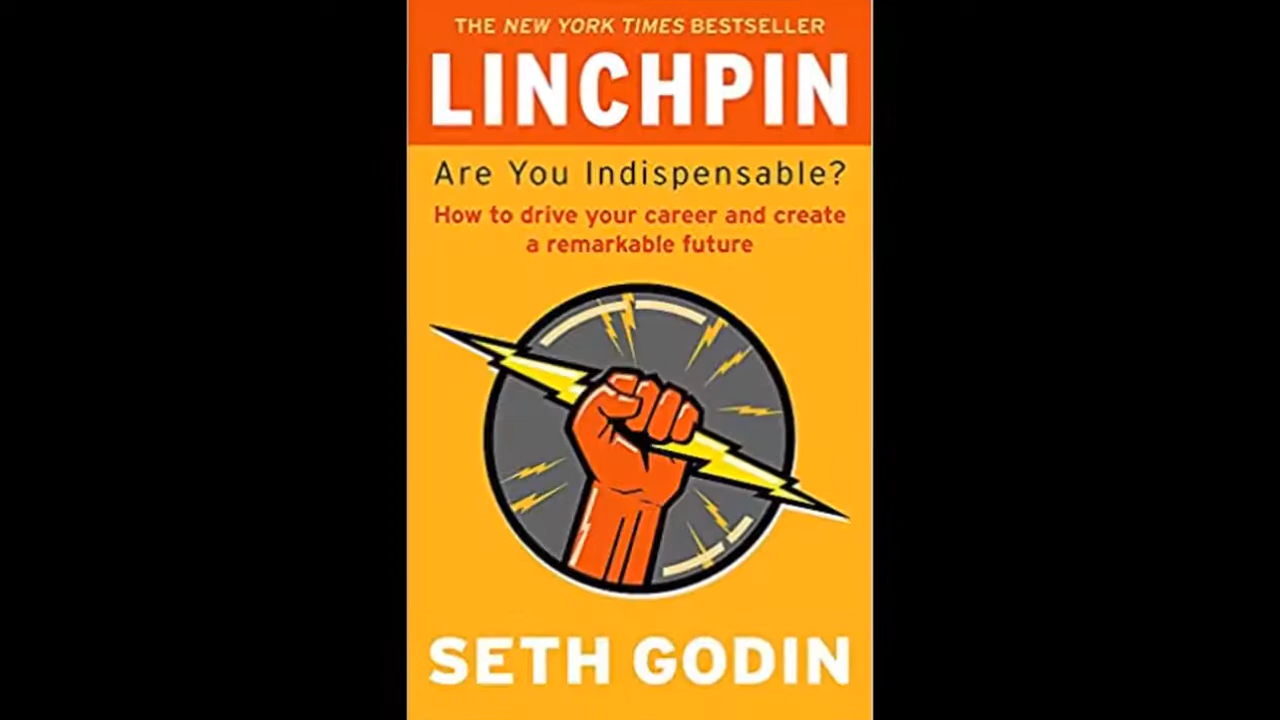 THE NEW YORK TIMES BESTSELLER
LINCHPIN
Are You Indispensable?
How to drive your career and create
a remarkable future
SETH GODIN